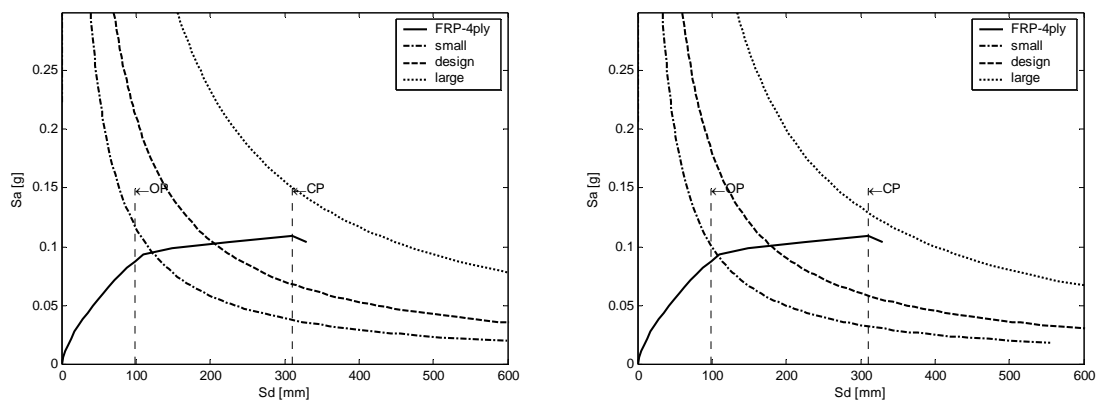 FRP-4ply
small
design
large
0.25
0.2
0.15
0.1
0.05
0
Sa [g]
←OP
←CP
0 100 200 300 400 500 600
Sd [mm]
FRP-4ply
small
design
large
0.25
0.2
0.15
0.1
0.05
0
Sa [g]
←OP
←CP
0 100 200 300 400 500 600
Sd [mm]